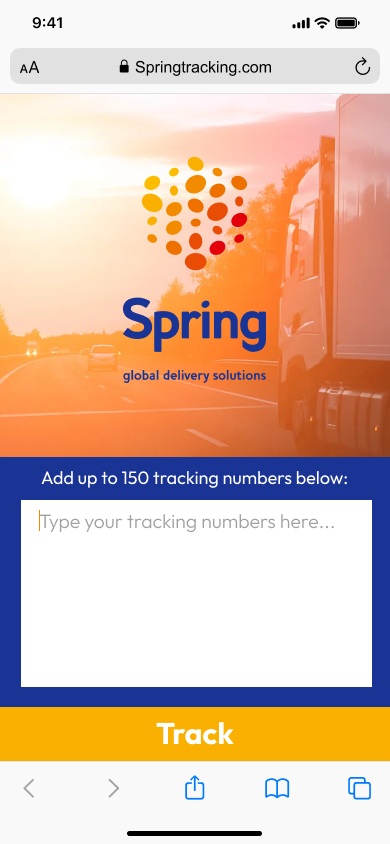 9:41
AA
Springtracking.com
Spring
global delivery solutions
Add up to 150 tracking numbers below:
Type your tracking numbers here...
Track